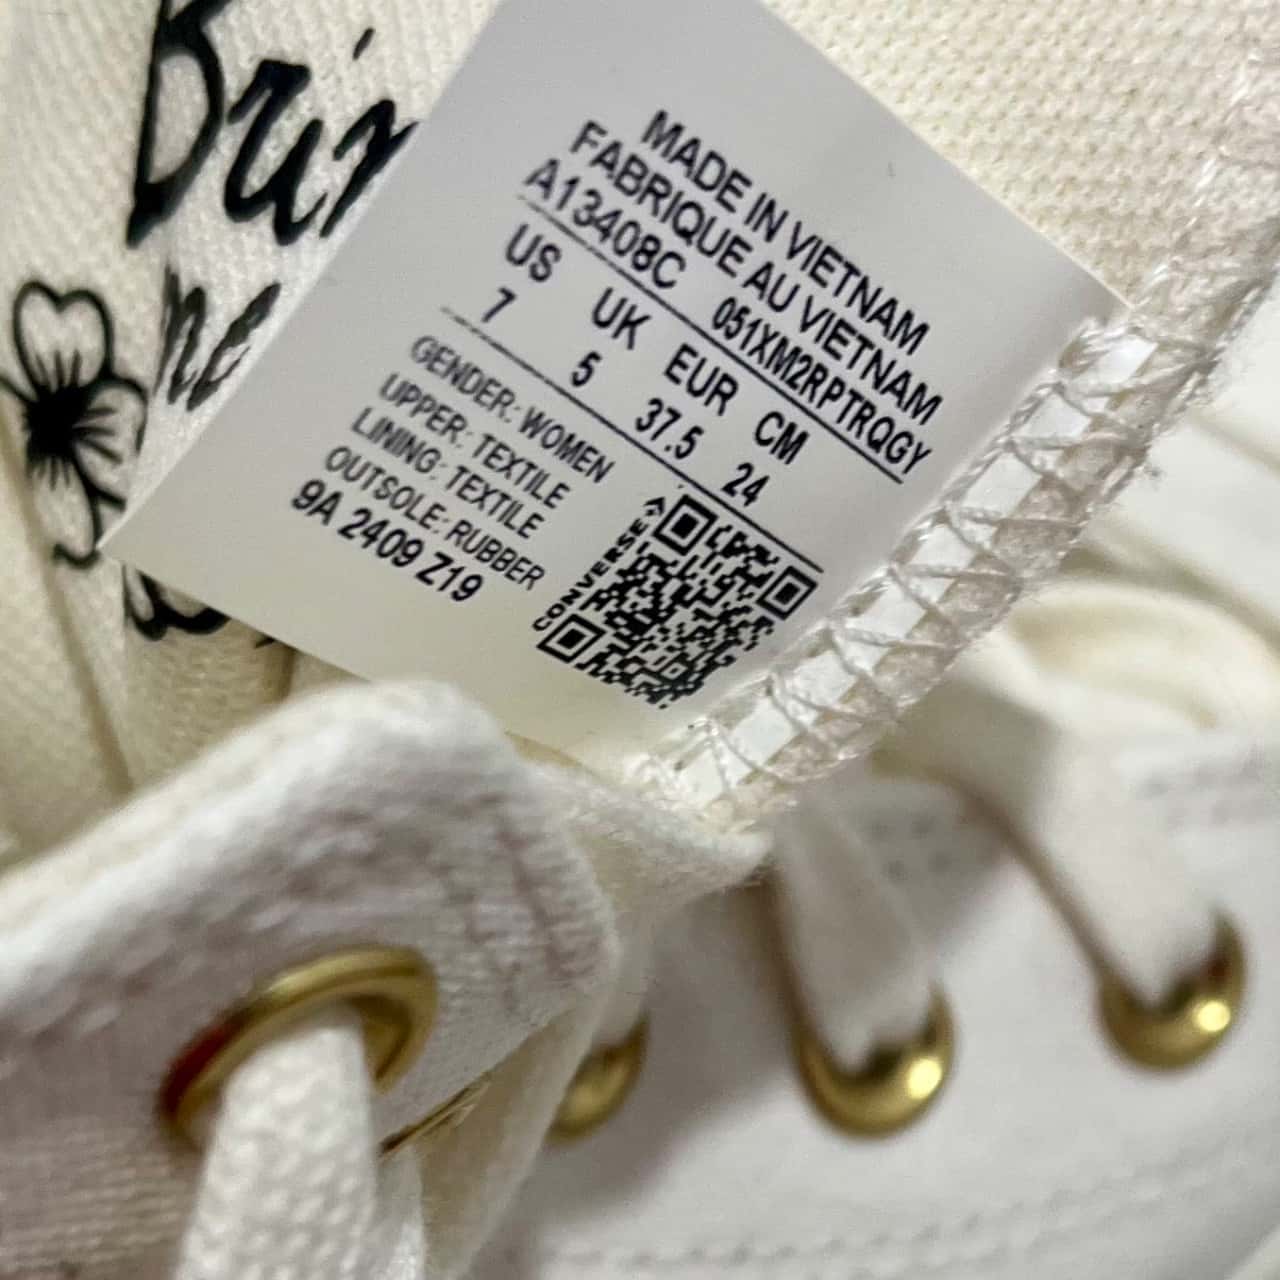 MADE IN VIETNAM
FABRIQUE AU VIETNAM
A13408C 051XM2RPTRQGY
US UK EUR CM
7 5 37.5 24
GENDER: WOMEN
UPPER: TEXTILE
LINING: TEXTILE
OUTSOLE: RUBBER
9A 2409 Z19
CONVERSE